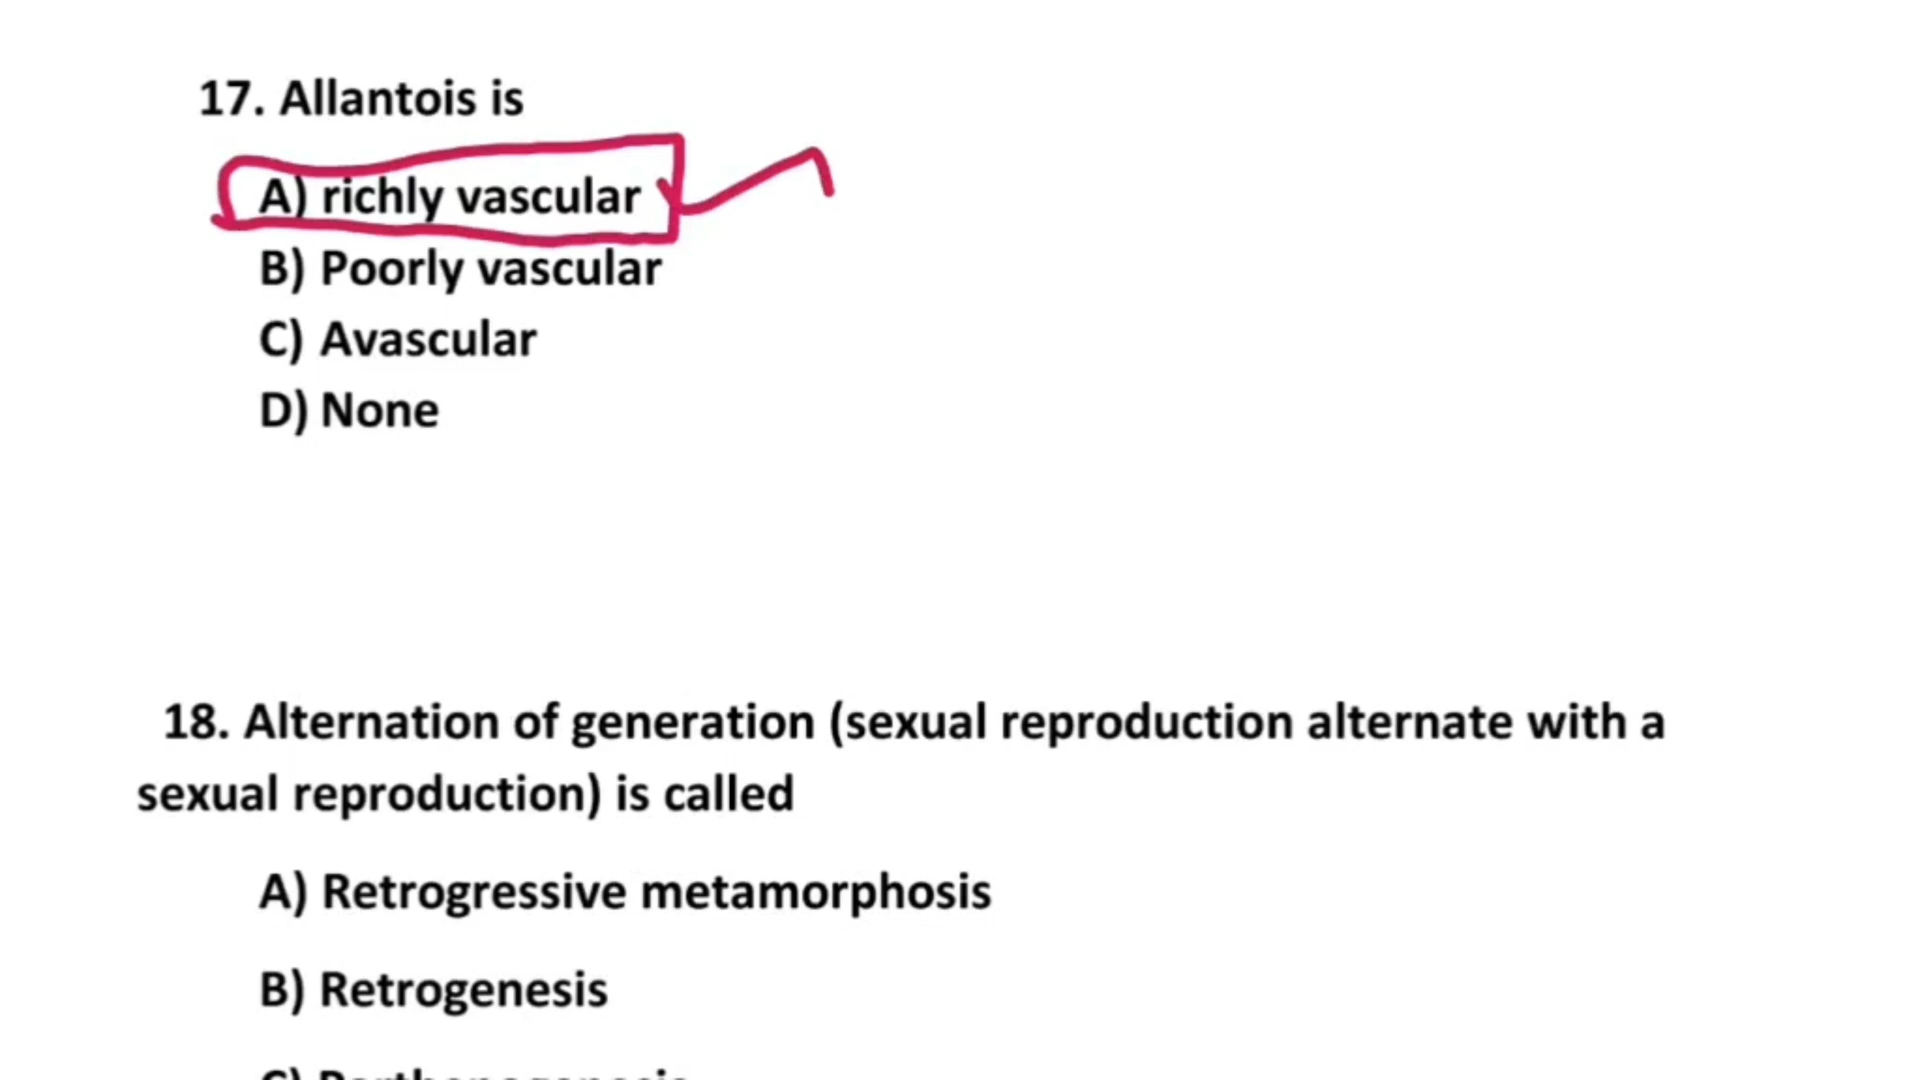 17. Allantois is
A) richly vascular
B) Poorly vascular
C) Avascular
D) None
18. Alternation of generation (sexual reproduction alternate with a
sexual reproduction) is called
A) Retrogressive metamorphosis
B) Retrogenesis
C) Parthenogenesis